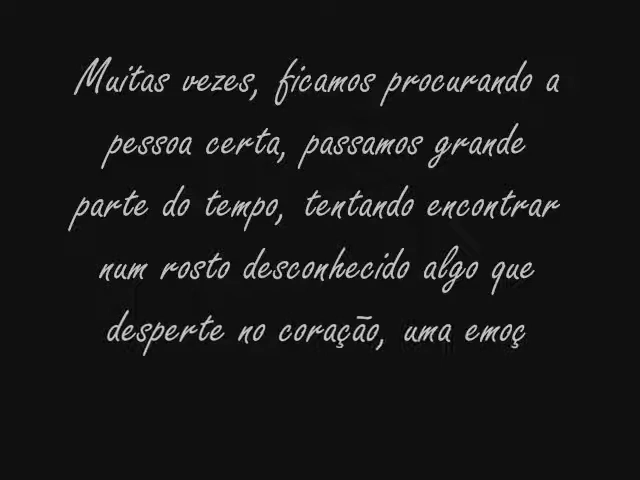 Muitas vezes, ficamos procurando a
pessoa certa, passamos grande
parte do tempo, tentando encontrar
num rosto desconhecido algo que
desperte no coração, uma emoç